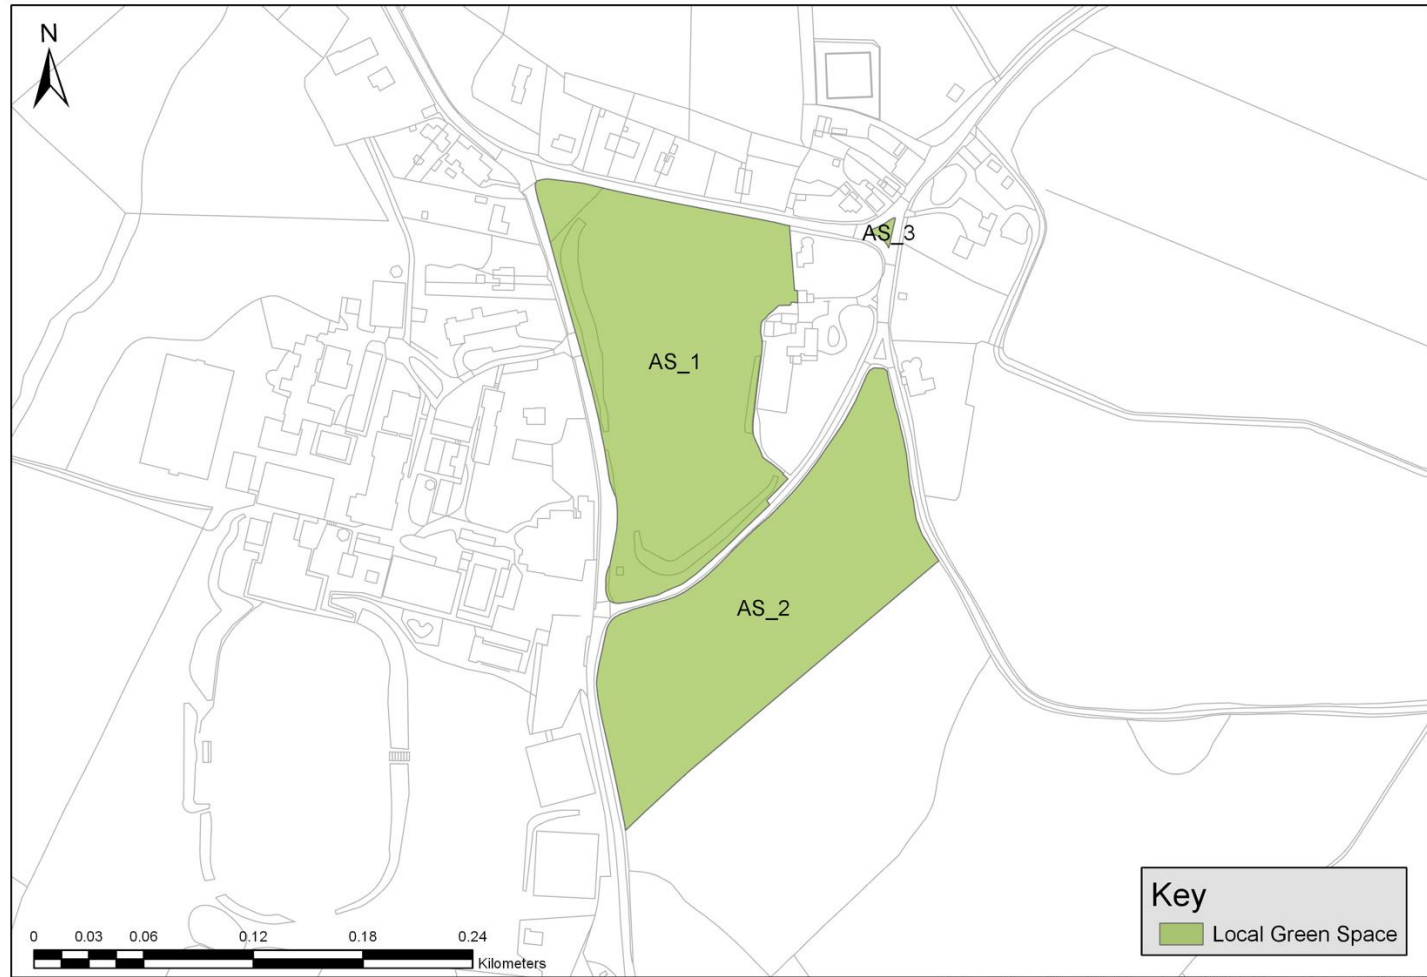 N
AS_3
AS_1
AS_2
Key
Local Green Space
0 0.03 0.06 0.12 0.18 0.24
Kilometers